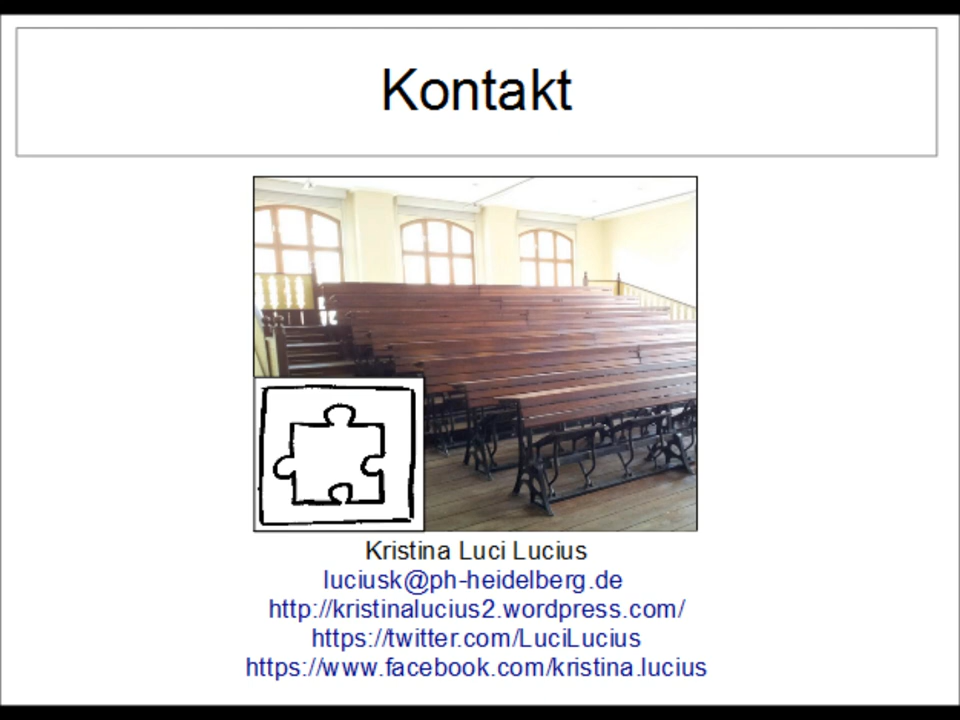 Kontakt
Kristina Luci Lucius
luciusk@ph-heidelberg.de
http://kristinalucius2.wordpress.com/
https://twitter.com/LuciLucius
https://www.facebook.com/kristina.lucius